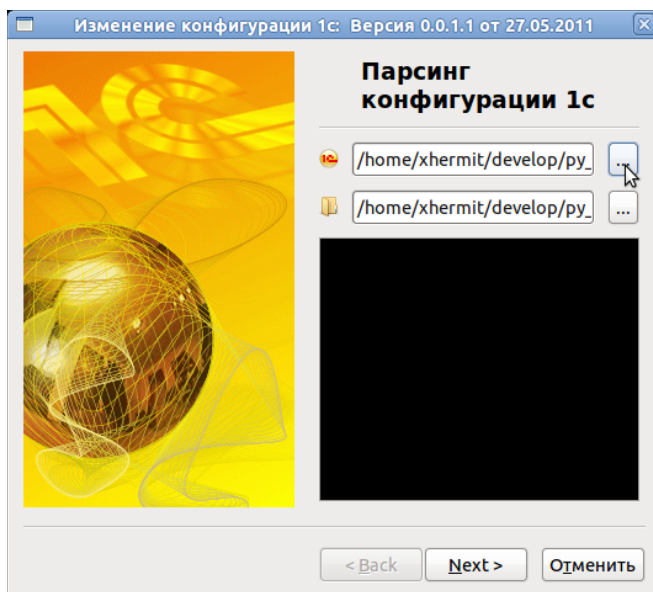 Изменение конфигурации 1с: Версия 0.0.1.1 от 27.05.2011
Парсинг
конфигурации 1с
/home/xhermit/develop/py_
...
/home/xhermit/develop/py_
...
< Back
Next >
Отменить